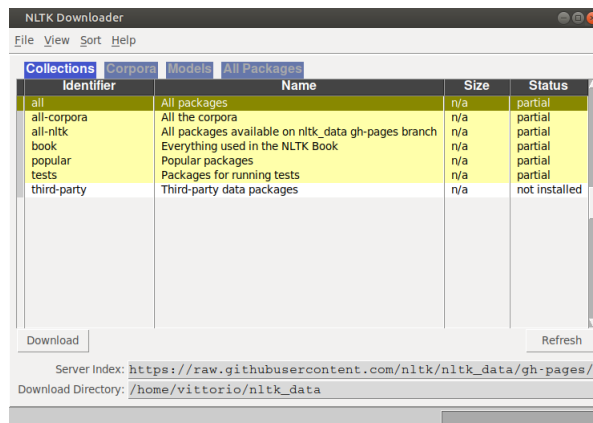 NLTK Downloader
File View Sort Help
Collections Corpora Models All Packages
Identifier Name Size Status
all All packages n/a partial
all-corpora All the corpora n/a partial
all-nltk All packages available on nltk_data gh-pages branch n/a partial
book Everything used in the NLTK Book n/a partial
popular Popular packages n/a partial
tests Packages for running tests n/a partial
third-party Third-party data packages n/a not installed
Download Refresh
Server Index: https://raw.githubusercontent.com/nltk/nltk_data/gh-pages/
Download Directory: /home/vittorio/nltk_data